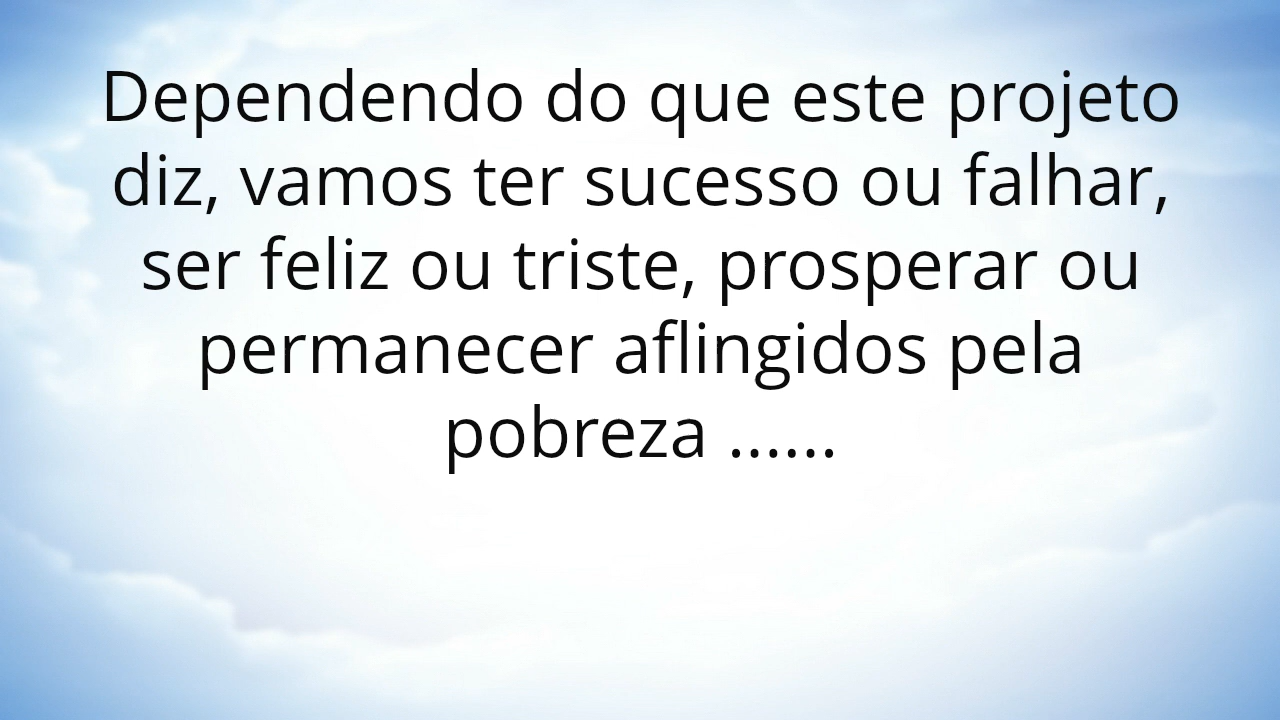 Dependendo do que este projeto
diz, vamos ter sucesso ou falhar,
ser feliz ou triste, prosperar ou
permanecer aflingidos pela
pobreza ......